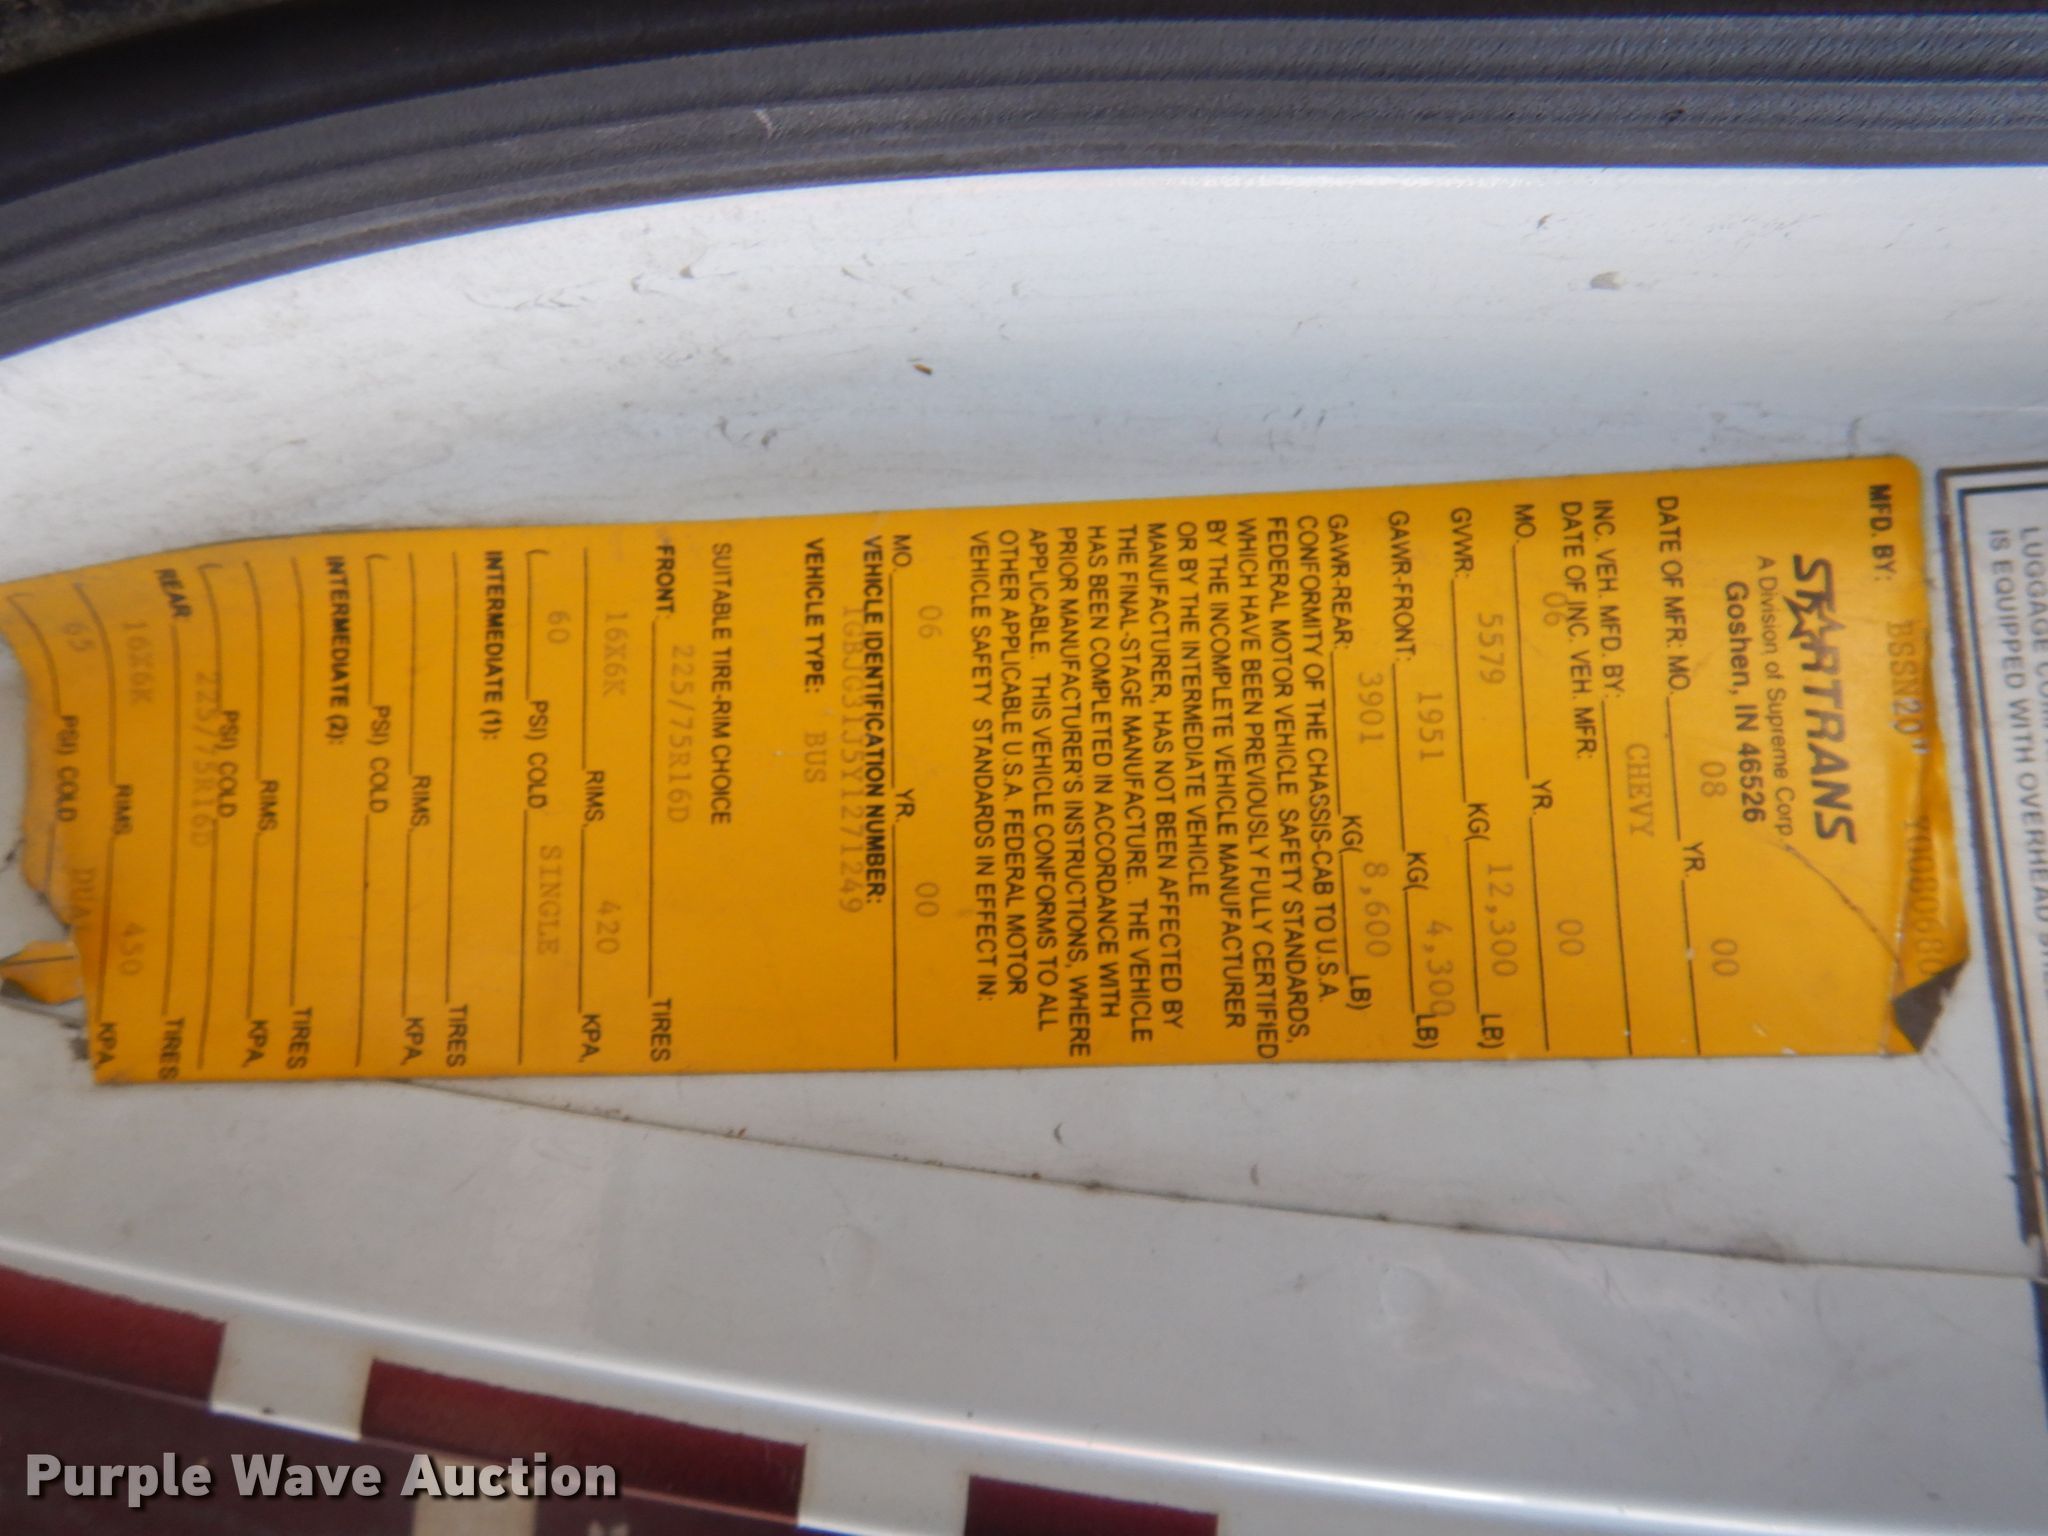 BSSN20" Y0080680
MFD. BY:
STARTRANS
A Division of Supreme Corp.
Goshen, IN 46526
08 00
DATE OF MFR: MO. YR.
CHEVY
INC. VEH. MFD. BY:
DATE OF INC. VEH. MFR:
06 00
MO. YR.
5579 12,300
GVWR: KG( LB)
1951 4,300
GAWR-FRONT: KG( LB)
3901 8,600
GAWR-REAR: KG( LB)
CONFORMITY OF THE CHASSIS-CAB TO U.S.A.
FEDERAL MOTOR VEHICLE SAFETY STANDARDS,
WHICH HAVE BEEN PREVIOUSLY FULLY CERTIFIED
BY THE INCOMPLETE VEHICLE MANUFACTURER
OR BY THE INTERMEDIATE VEHICLE
MANUFACTURER, HAS NOT BEEN AFFECTED BY
THE FINAL-STAGE MANUFACTURE. THE VEHICLE
HAS BEEN COMPLETED IN ACCORDANCE WITH
PRIOR MANUFACTURER'S INSTRUCTIONS, WHERE
APPLICABLE. THIS VEHICLE CONFORMS TO ALL
OTHER APPLICABLE U.S.A. FEDERAL MOTOR
VEHICLE SAFETY STANDARDS IN EFFECT IN:
06 00
MO. YR.
VEHICLE IDENTIFICATION NUMBER:
1GBJG31J5Y1271249
VEHICLE TYPE: BUS
SUITABLE TIRE-RIM CHOICE
225/75R16D
FRONT: TIRES
16X6K 420
RIMS, KPA,
60 SINGLE
( PSI) COLD
INTERMEDIATE (1):
TIRES
RIMS, KPA,
( PSI) COLD
INTERMEDIATE (2):
TIRES
RIMS, KPA,
( PSI) COLD
225/75R16D
REAR TIRES
16X6K 450
RIMS, KPA,
65 DUAL
( PSI) COLD
IS EQUIPPED WITH OVERHEAD
Purple Wave Auction